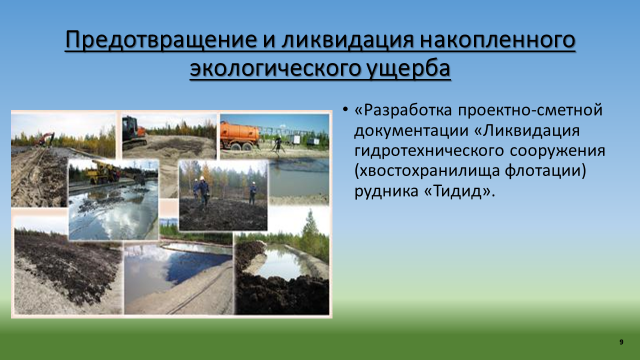 Предотвращение и ликвидация накопленного
экологического ущерба
• «Разработка проектно-сметной
документации «Ликвидация
гидротехнического сооружения
(хвостохранилища флотации)
рудника «Тидид».
9